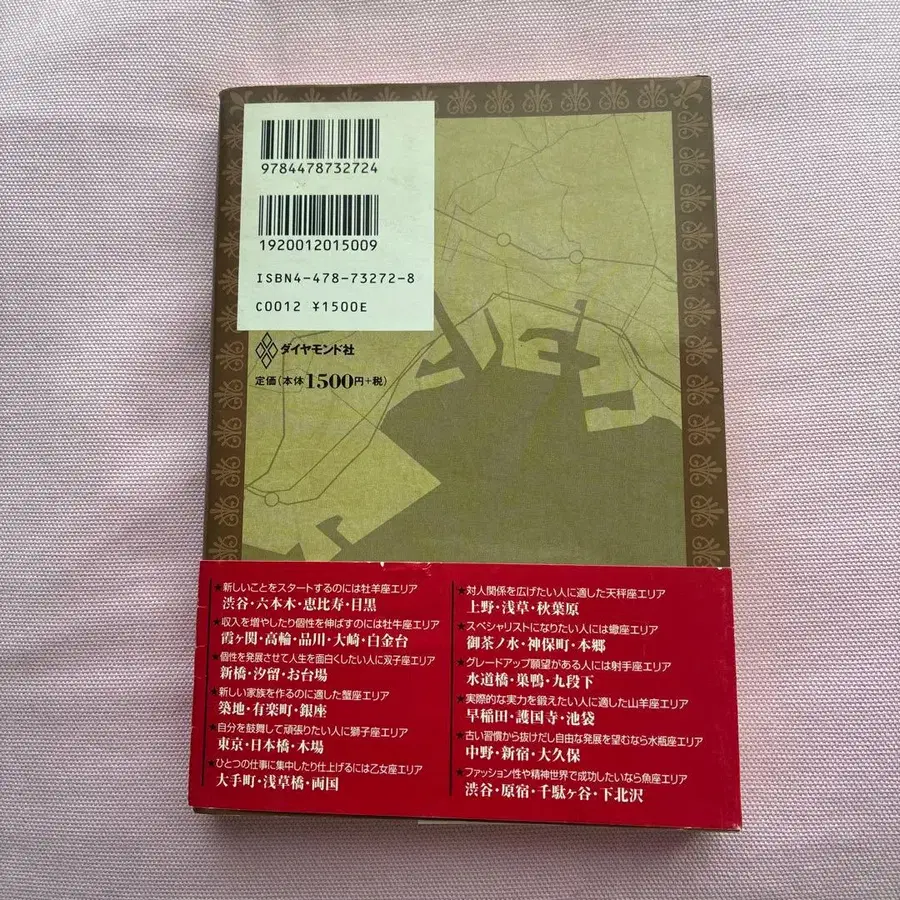 9784478732724
1920012015009
ISBN4-478-73272-8
C0012 ¥1500E
ダイヤモンド社
定価(本体1500円+税)
★新しいことをスタートするのには牡羊座エリア
渋谷・六本木・恵比寿・目黒
★収入を増やしたり個性を伸ばすのには牡牛座エリア
霞ヶ関・高輪・品川・大崎・白金台
★個性を発展させて人生を面白くしたい人に双子座エリア
新橋・汐留・お台場
★新しい家族を作るのに適した蟹座エリア
築地・有楽町・銀座
★自分を鼓舞して頑張りたい人に獅子座エリア
東京・日本橋・木場
★ひとつの仕事に集中したり仕上げるには乙女座エリア
大手町・浅草橋・両国
★対人関係を広げたい人に適した天秤座エリア
上野・浅草・秋葉原
★スペシャリストになりたい人には蠍座エリア
御茶ノ水・神保町・本郷
★グレードアップ願望がある人には射手座エリア
水道橋・巣鴨・九段下
★実際的な実力を鍛えたい人に適した山羊座エリア
早稲田・護国寺・池袋
★古い習慣から抜けだし自由な発展を望むなら水瓶座エリア
中野・新宿・大久保
★ファッション性や精神世界で成功したいなら魚座エリア
渋谷・原宿・千駄ヶ谷・下北沢